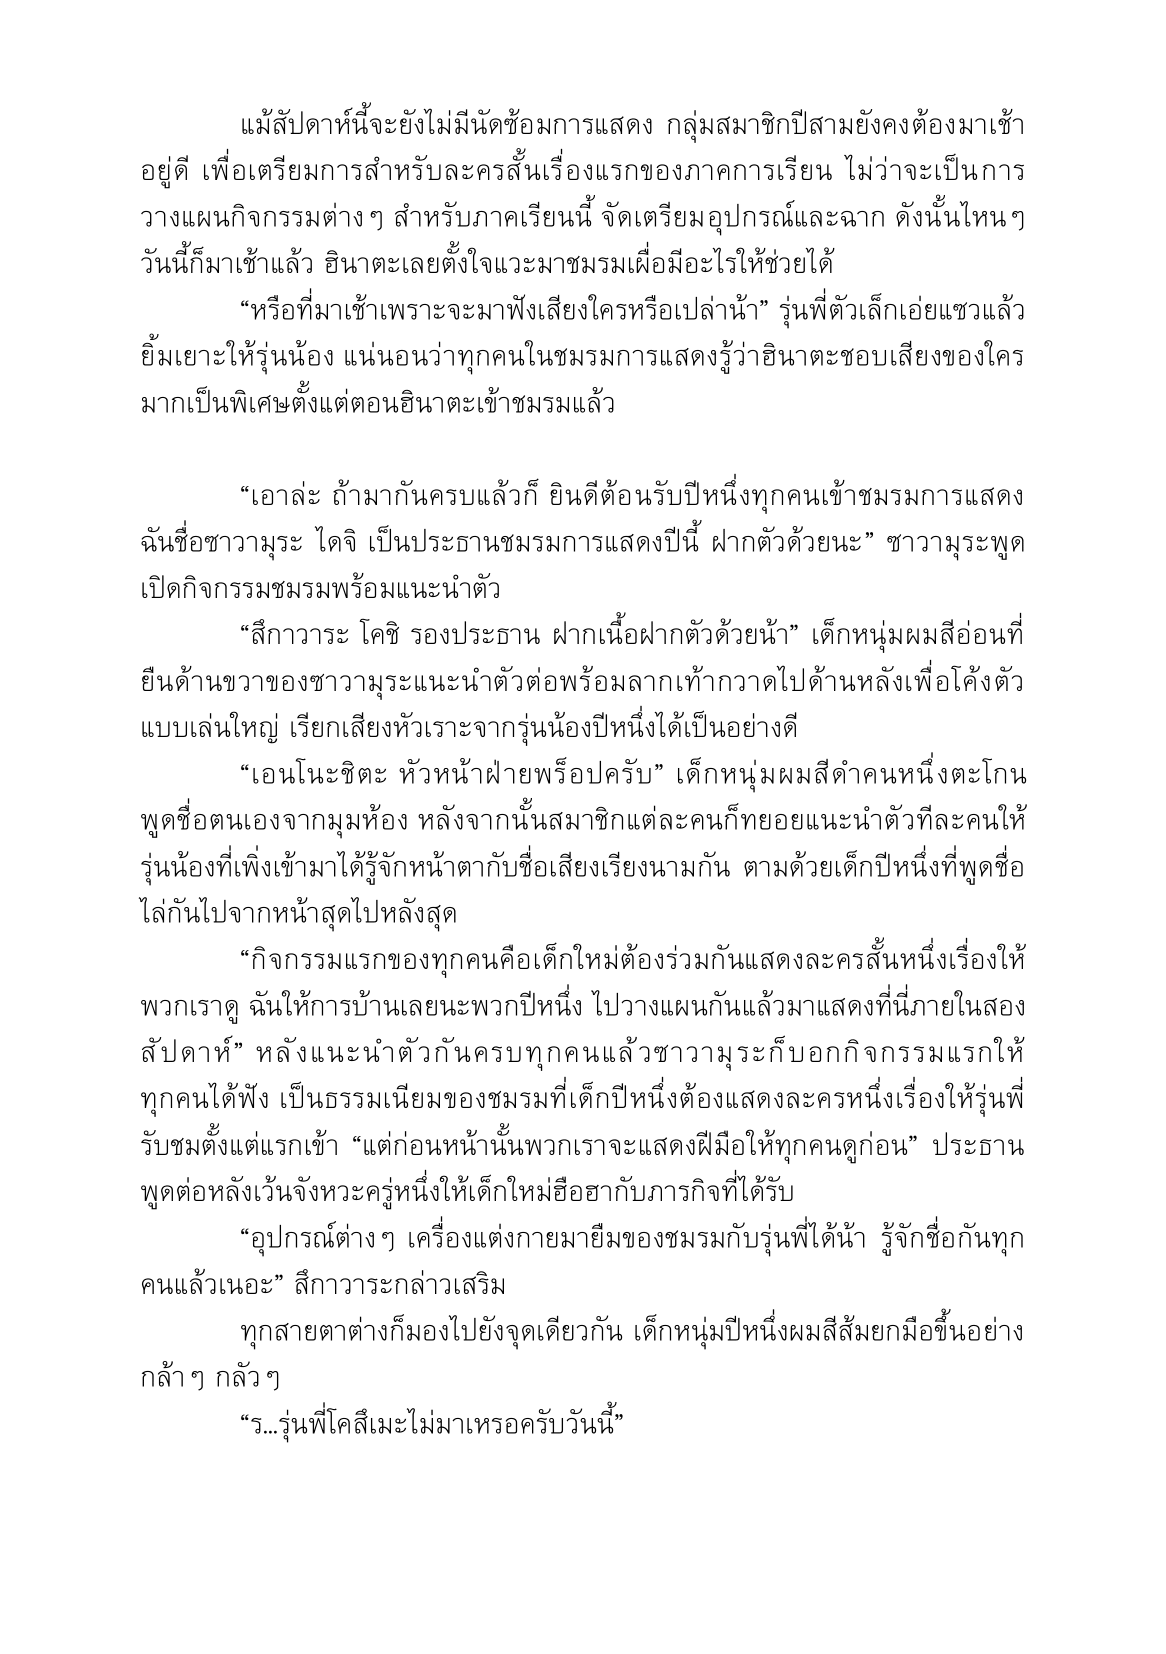 แม้สัปดาห์นี้จะยังไม่มีนัดซ้อมการแสดง กลุ่มสมาชิกปีสามยังคงต้องมาเช้า
อยู่ดี เพื่อเตรียมการสำหรับละครสั้นเรื่องแรกของภาคการเรียน ไม่ว่าจะเป็นการ
วางแผนกิจกรรมต่างๆ สำหรับภาคเรียนนี้ จัดเตรียมอุปกรณ์และฉาก ดังนั้นไหนๆ
วันนี้ก็มาเช้าแล้ว ฮินาตะเลยตั้งใจแวะมาชมรมเผื่อมีอะไรให้ช่วยได้
“หรือที่มาเช้าเพราะจะมาฟังเสียงใครหรือเปล่าน้า” รุ่นพี่ตัวเล็กเอ่ยแซวแล้ว
ยิ้มเยาะให้รุ่นน้อง แน่นอนว่าทุกคนในชมรมการแสดงรู้ว่าฮินาตะชอบเสียงของใคร
มากเป็นพิเศษตั้งแต่ตอนฮินาตะเข้าชมรมแล้ว
“เอาล่ะ ถ้ามากันครบแล้วก็ ยินดีต้อนรับปีหนึ่งทุกคนเข้าชมรมการแสดง
ฉันชื่อซาวามุระ ไดจิ เป็นประธานชมรมการแสดงปีนี้ ฝากตัวด้วยนะ” ซาวามุระพูด
เปิดกิจกรรมชมรมพร้อมแนะนำตัว
“สึกาวาระ โคชิ รองประธาน ฝากเนื้อฝากตัวด้วยน้า” เด็กหนุ่มผมสีอ่อนที่
ยืนด้านขวาของซาวามุระแนะนำตัวต่อพร้อมลากเท้ากวาดไปด้านหลังเพื่อโค้งตัว
แบบเล่นใหญ่ เรียกเสียงหัวเราะจากรุ่นน้องปีหนึ่งได้เป็นอย่างดี
“เอนโนะชิตะ หัวหน้าฝ่ายพร็อปครับ” เด็กหนุ่มผมสีดำคนหนึ่งตะโกน
พูดชื่อตนเองจากมุมห้อง หลังจากนั้นสมาชิกแต่ละคนก็ทยอยแนะนำตัวทีละคนให้
รุ่นน้องที่เพิ่งเข้ามาได้รู้จักหน้าตากับชื่อเสียงเรียงนามกัน ตามด้วยเด็กปีหนึ่งที่พูดชื่อ
ไล่กันไปจากหน้าสุดไปหลังสุด
“กิจกรรมแรกของทุกคนคือเด็กใหม่ต้องร่วมกันแสดงละครสั้นหนึ่งเรื่องให้
พวกเราดู ฉันให้การบ้านเลยนะพวกปีหนึ่ง ไปวางแผนกันแล้วมาแสดงที่นี่ภายในสอง
สัปดาห์” หลังแนะนำตัวกันครบทุกคนแล้วซาวามุระก็บอกกิจกรรมแรกให้
ทุกคนได้ฟัง เป็นธรรมเนียมของชมรมที่เด็กปีหนึ่งต้องแสดงละครหนึ่งเรื่องให้รุ่นพี่
รับชมตั้งแต่แรกเข้า “แต่ก่อนหน้านั้นพวกเราจะแสดงฝีมือให้ทุกคนดูก่อน” ประธาน
พูดต่อหลังเว้นจังหวะครู่หนึ่งให้เด็กใหม่ฮือฮากับภารกิจที่ได้รับ
“อุปกรณ์ต่างๆ เครื่องแต่งกายมายืมของชมรมกับรุ่นพี่ได้น้า รู้จักชื่อกันทุก
คนแล้วเนอะ” สึกาวาระกล่าวเสริม
ทุกสายตาต่างก็มองไปยังจุดเดียวกัน เด็กหนุ่มปีหนึ่งผมสีส้มยกมือขึ้นอย่าง
กล้าๆ กลัวๆ
“ร...รุ่นพี่โคสึเมะไม่มาเหรอครับวันนี้”